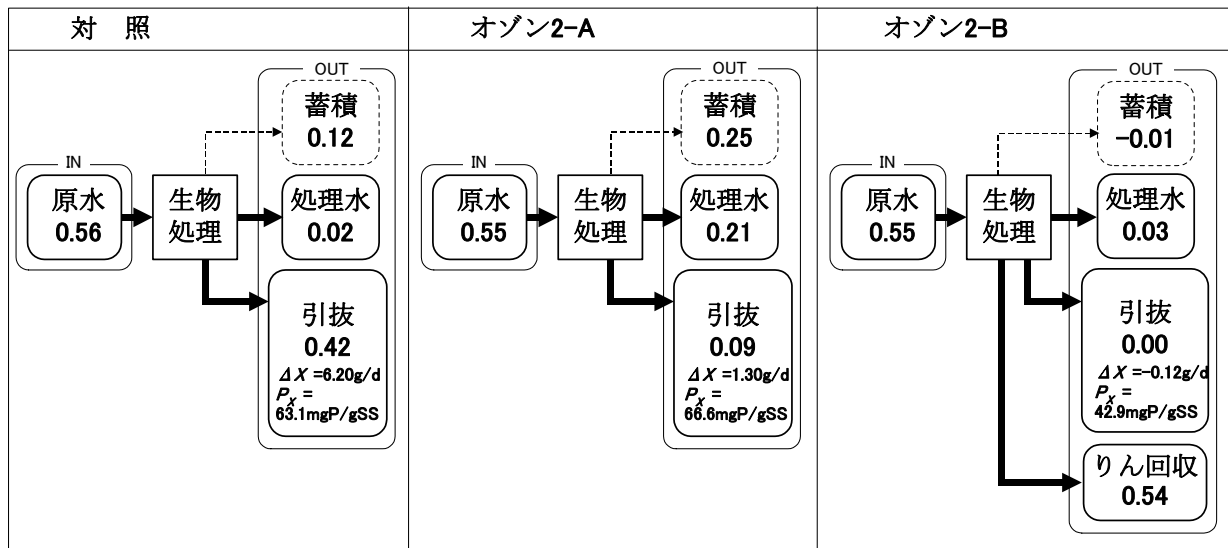 対 照
OUT
蓄積
0.12
IN
原水
0.56
生物
処理
処理水
0.02
引抜
0.42
ΔX=6.20g/d
PX=
63.1mgP/gSS
オゾン2-A
OUT
蓄積
0.25
IN
原水
0.55
生物
処理
処理水
0.21
引抜
0.09
ΔX=1.30g/d
PX=
66.6mgP/gSS
オゾン2-B
OUT
蓄積
-0.01
IN
原水
0.55
生物
処理
処理水
0.03
引抜
0.00
ΔX=-0.12g/d
PX=
42.9mgP/gSS
りん回収
0.54